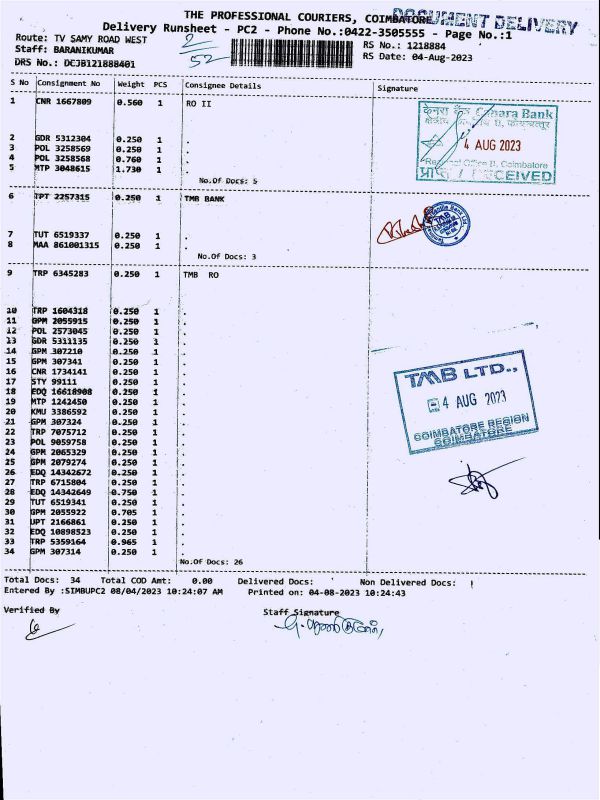 THE PROFESSIONAL COURIERS, COIMBATORE
DOCUMENT DELIVERY
Delivery Runsheet - PC2 - Phone No.:0422-3505555 - Page No.:1
Route: TV SAMY ROAD WEST
2/52
RS No.: 1218884
Staff: BARANIKUMAR
RS Date: 04-Aug-2023
DRS No.: DCJB121888401
S No Consignment No Weight PCS Consignee Details Signature
1 CNR 1667809 0.560 1 RO II
केनरा बैंक Canara Bank
4 AUG 2023
Regional Office II, Coimbatore
RECEIVED
2 GDR 5312304 0.250 1 .
3 POL 3258569 0.250 1 .
4 POL 3258568 0.760 1 .
5 MTP 3048615 1.730 1 .
No.Of Docs: 5
6 TPT 2257315 0.250 1 TMB BANK
TMB
7 TUT 6519337 0.250 1 .
8 MAA 861001315 0.250 1 .
No.Of Docs: 3
9 TRP 6345283 0.250 1 TMB RO
10 TRP 1604318 0.250 1 .
11 GPM 2055915 0.250 1 .
12 POL 2573045 0.250 1 .
13 GDR 5311135 0.250 1 .
14 GPM 307210 0.250 1 .
15 GPM 307341 0.250 1 .
16 CNR 1734141 0.250 1 .
17 STY 99111 0.250 1 .
18 EDQ 16618908 0.250 1 .
19 MTP 1242450 0.250 1 .
20 KMU 3386592 0.250 1 .
21 GPM 307324 0.250 1 .
22 TRP 7075712 0.250 1 .
23 POL 9059758 0.250 1 .
24 GPM 2065329 0.250 1 .
25 GPM 2079274 0.250 1 .
26 EDQ 14342672 0.250 1 .
27 TRP 6715804 0.250 1 .
28 EDQ 14342649 0.750 1 .
29 TUT 6519341 0.250 1 .
30 GPM 2055922 0.705 1 .
31 UPT 2166861 0.250 1 .
32 EDQ 10898523 0.250 1 .
33 TRP 5359164 0.965 1 .
34 GPM 307314 0.250 1 .
TMB LTD.,
4 AUG 2023
COIMBATORE REGION
COIMBATORE
No.Of Docs: 26
Total Docs: 34 Total COD Amt: 0.00 Delivered Docs: Non Delivered Docs:
Entered By :SIMBUPC2 08/04/2023 10:24:07 AM Printed on: 04-08-2023 10:24:43
Verified By
Staff Signature